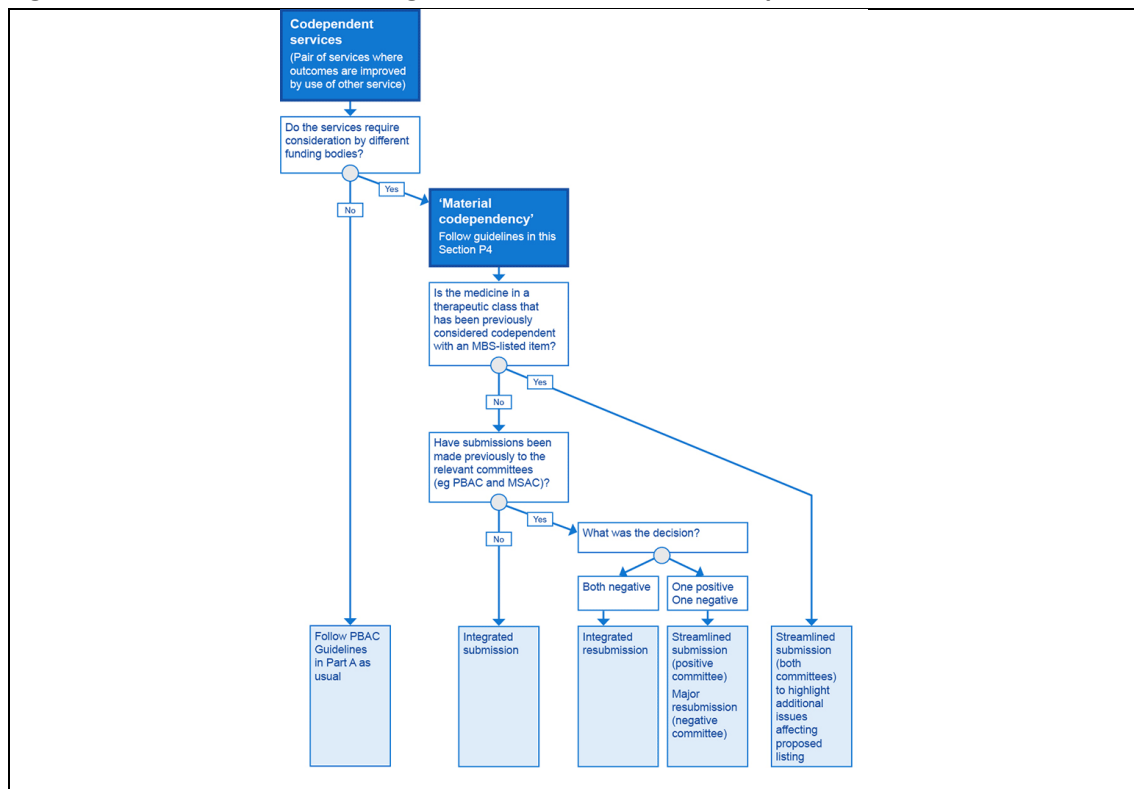 Codependent
services
(Pair of services where
outcomes are improved
by use of other service)
Do the services require
consideration by different
funding bodies?
Yes
No
‘Material
codependency’
Follow guidelines in this
Section P4
Is the medicine in a
therapeutic class that
has been previously
considered codependent
with an MBS-listed item?
Yes
No
Have submissions been
made previously to the
relevant committees
(eg PBAC and MSAC)?
Yes
No
What was the decision?
Both negative
One positive
One negative
Follow PBAC
Guidelines
in Part A as
usual
Integrated
submission
Integrated
resubmission
Streamlined
submission
(positive
committee)
Major
resubmission
(negative
committee)
Streamlined
submission
(both
committees)
to highlight
additional
issues
affecting
proposed
listing